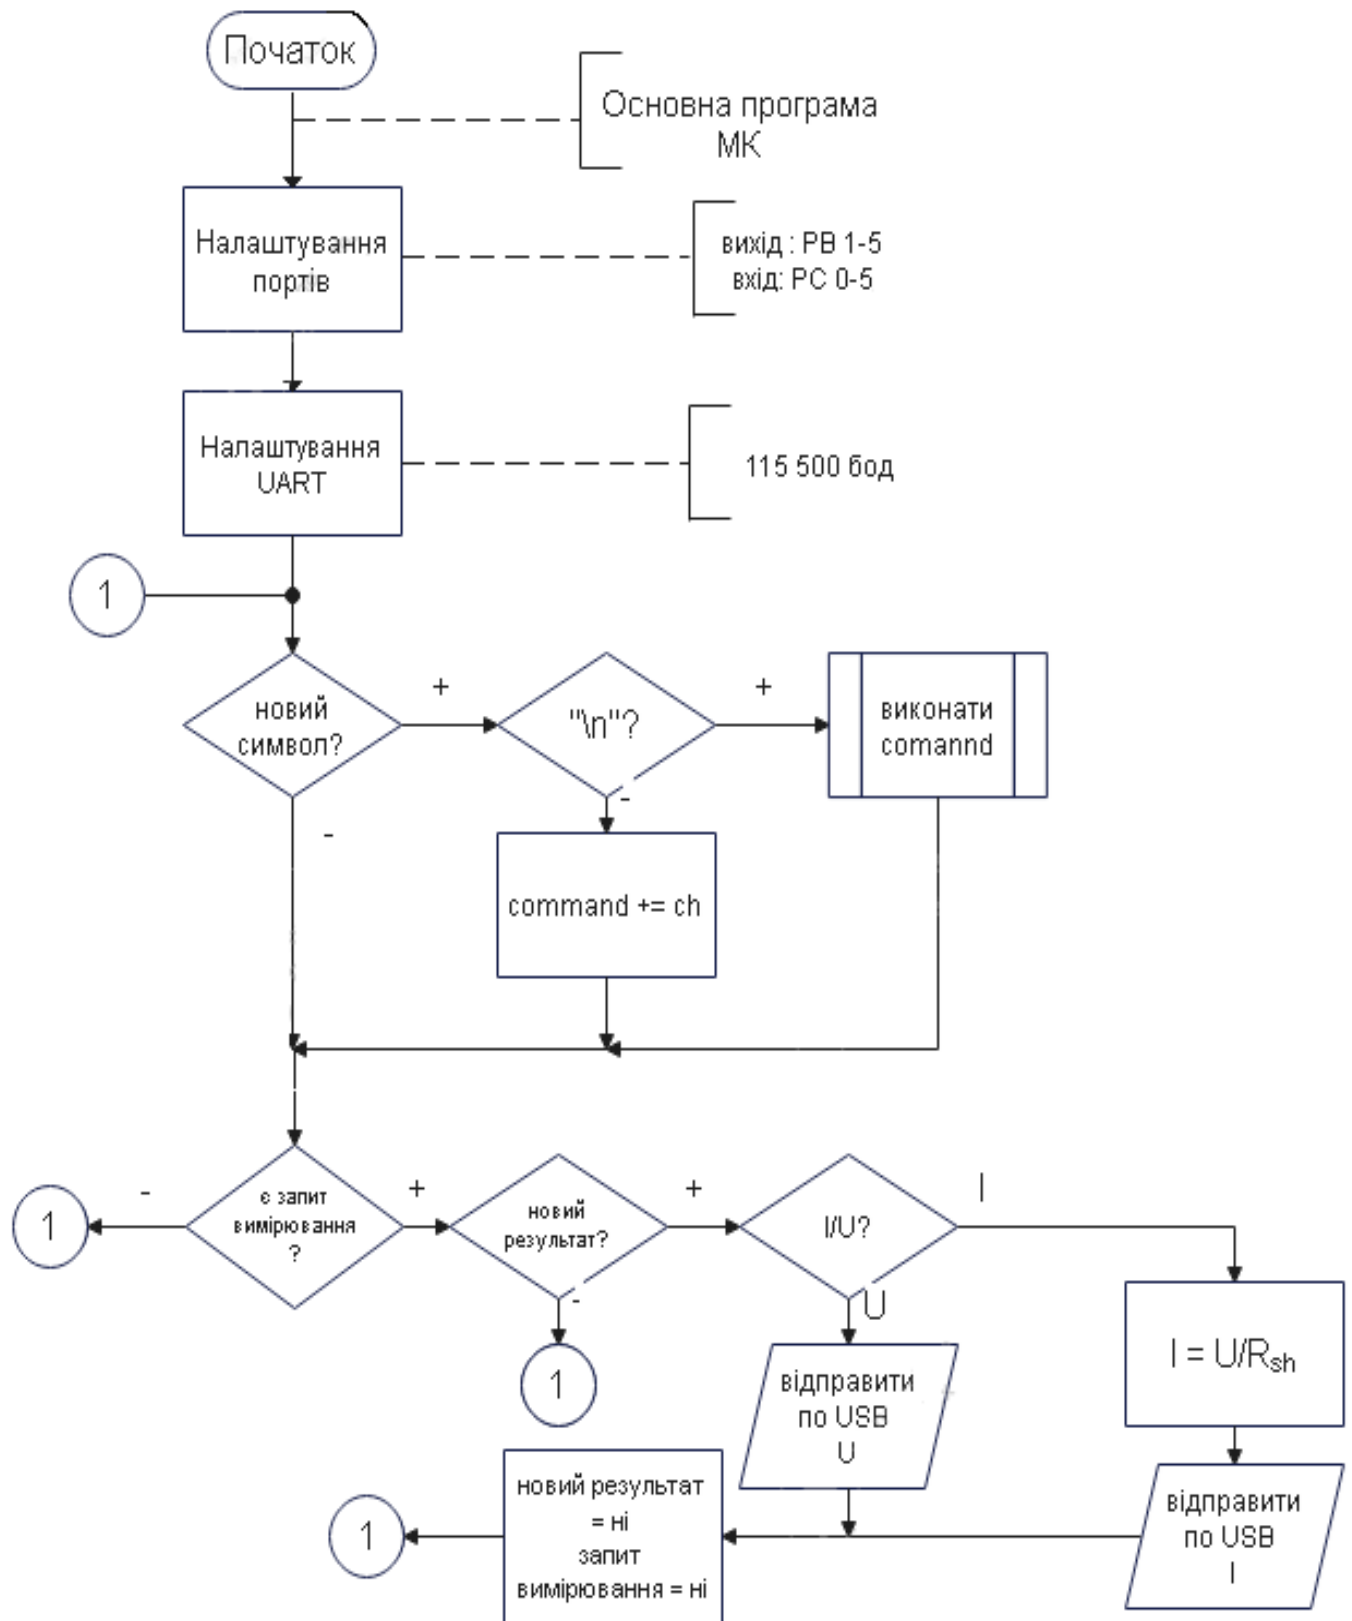 Початок
Основна програма
МК
Налаштування
портів
вихід : PB 1-5
вхід: PC 0-5
Налаштування
UART
115 500 бод
1
новий
символ?
+
-
"\n"?
+
-
виконати
comannd
command += ch
є запит
вимірювання
?
-
1
+
новий
результат?
+
-
1
I/U?
I
U
I = U/Rsh
відправити
по USB
U
відправити
по USB
I
новий результат
= ні
запит
вимірювання = ні
1